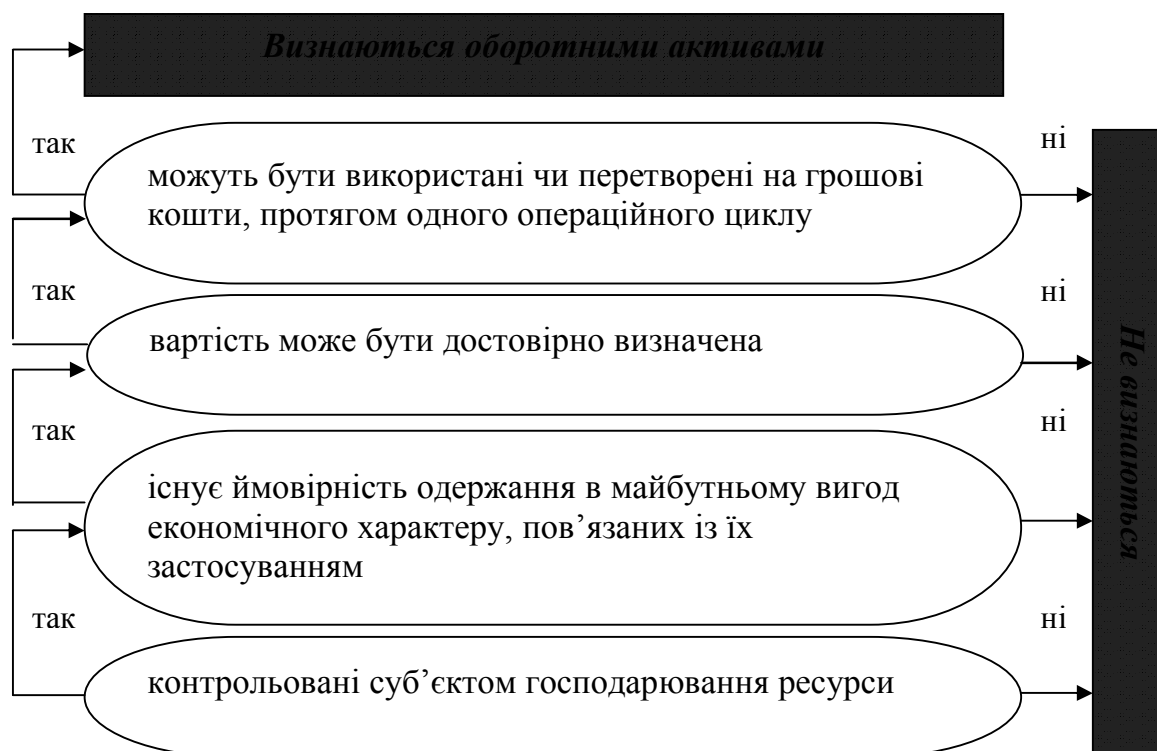 Визнаються оборотними активами
так
ні
можуть бути використані чи перетворені на грошові
кошти, протягом одного операційного циклу
так
ні
вартість може бути достовірно визначена
так
ні
існує ймовірність одержання в майбутньому вигод
економічного характеру, пов’язаних із їх
застосуванням
так
ні
контрольовані суб’єктом господарювання ресурси
Не визнаються